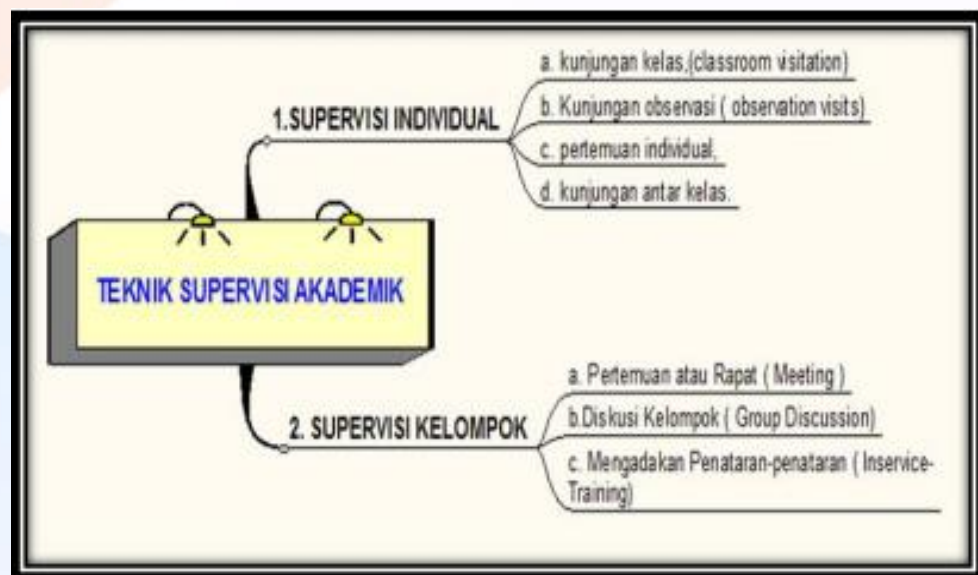 TEKNIK SUPERVISI AKADEMIK
1.SUPERVISI INDIVIDUAL
a. kunjungan kelas,(classroom visitation)
b. Kunjungan observasi ( observation visits)
c. pertemuan individual,
d. kunjungan antar kelas.
2. SUPERVISI KELOMPOK
a. Pertemuan atau Rapat ( Meeting )
b.Diskusi Kelompok ( Group Discussion)
c. Mengadakan Penataran-penataran ( Inservice-
Training)